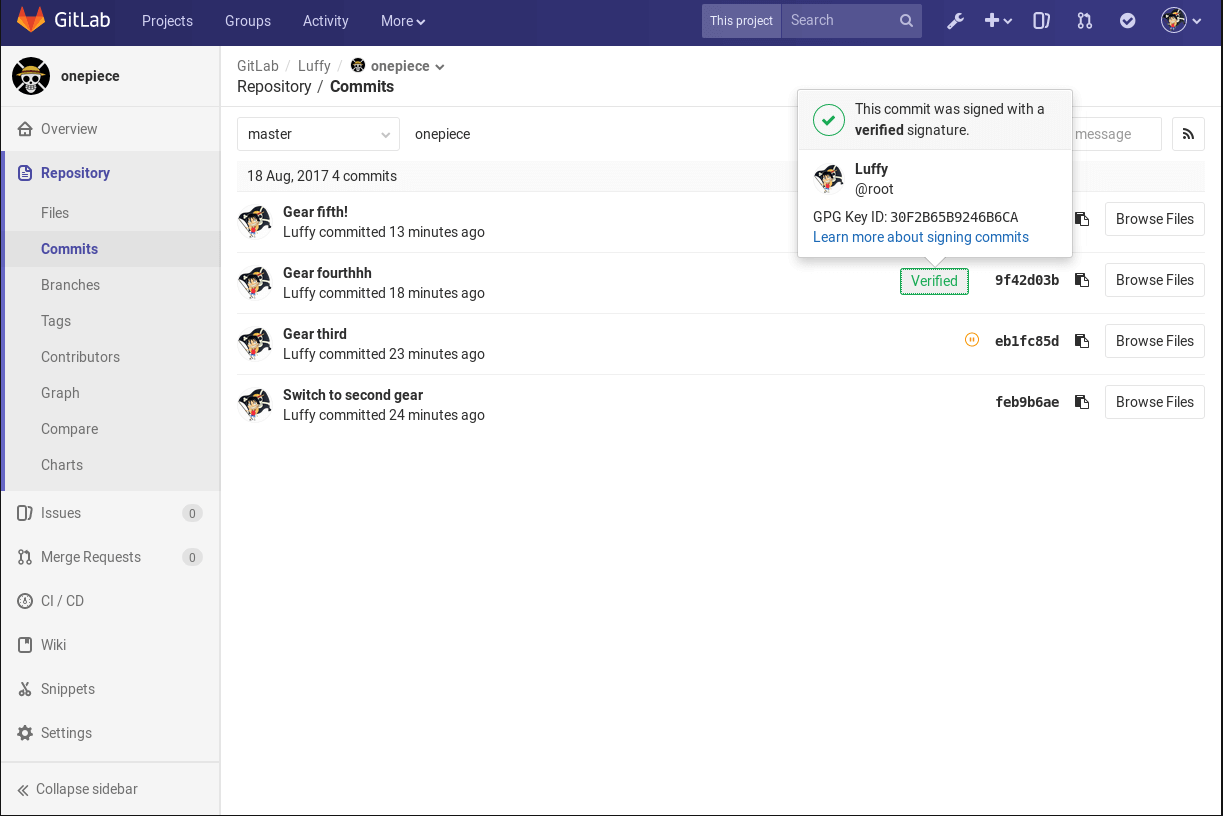 GitLab
Projects
Groups
Activity
More
This project
Search
onepiece
Overview
Repository
Files
Commits
Branches
Tags
Contributors
Graph
Compare
Charts
Issues
0
Merge Requests
0
CI / CD
Wiki
Snippets
Settings
Collapse sidebar
GitLab / Luffy / onepiece
Repository / Commits
master
onepiece
message
18 Aug, 2017 4 commits
This commit was signed with a
verified signature.
Luffy
@root
GPG Key ID: 30F2B65B9246B6CA
Learn more about signing commits
Gear fifth!
Luffy committed 13 minutes ago
Browse Files
Gear fourthhh
Luffy committed 18 minutes ago
Verified
9f42d03b
Browse Files
Gear third
Luffy committed 23 minutes ago
eb1fc85d
Browse Files
Switch to second gear
Luffy committed 24 minutes ago
feb9b6ae
Browse Files